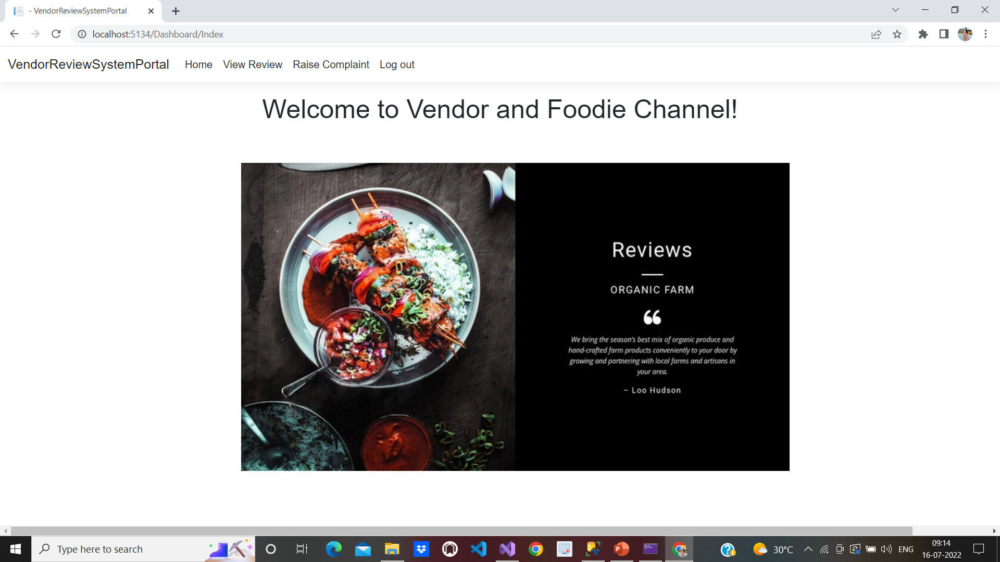 - VendorReviewSystemPortal
localhost:5134/Dashboard/Index
VendorReviewSystemPortal Home View Review Raise Complaint Log out
Welcome to Vendor and Foodie Channel!
Reviews
ORGANIC FARM
“
We bring the season's best mix of organic produce and
hand-crafted farm products conveniently to your door by
growing and partnering with local farms and artisans in
your area.
– Loo Hudson
Type here to search
30°C
ENG
09:14
16-07-2022